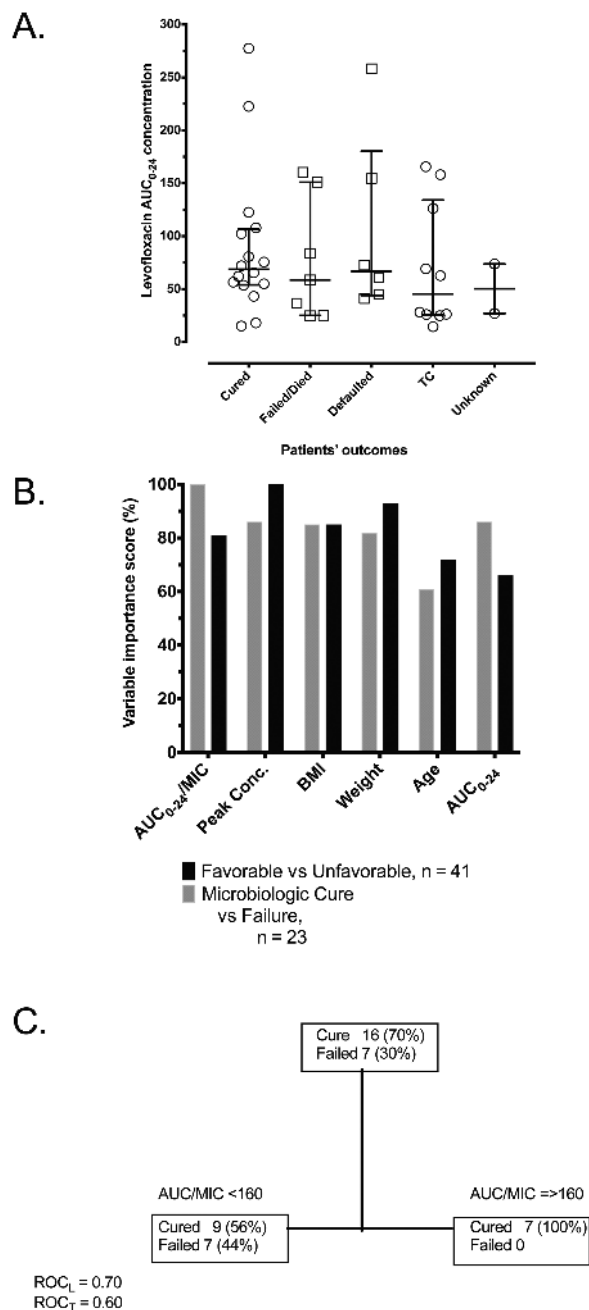 A.
Levofloxacin AUC0-24 concentration
300
250
200
150
100
50
0
Cured
Failed/Died
Defaulted
TC
Unknown
Patients' outcomes
B.
Variable importance score (%)
100
80
60
40
20
0
AUC0-24/MIC
Peak Conc.
BMI
Weight
Age
AUC0-24
Favorable vs Unfavorable, n = 41
Microbiologic Cure
vs Failure,
n = 23
C.
Cure 16 (70%)
Failed 7 (30%)
AUC/MIC <160
AUC/MIC =>160
Cured 9 (56%)
Failed 7 (44%)
Cured 7 (100%)
Failed 0
ROCL = 0.70
ROCT = 0.60